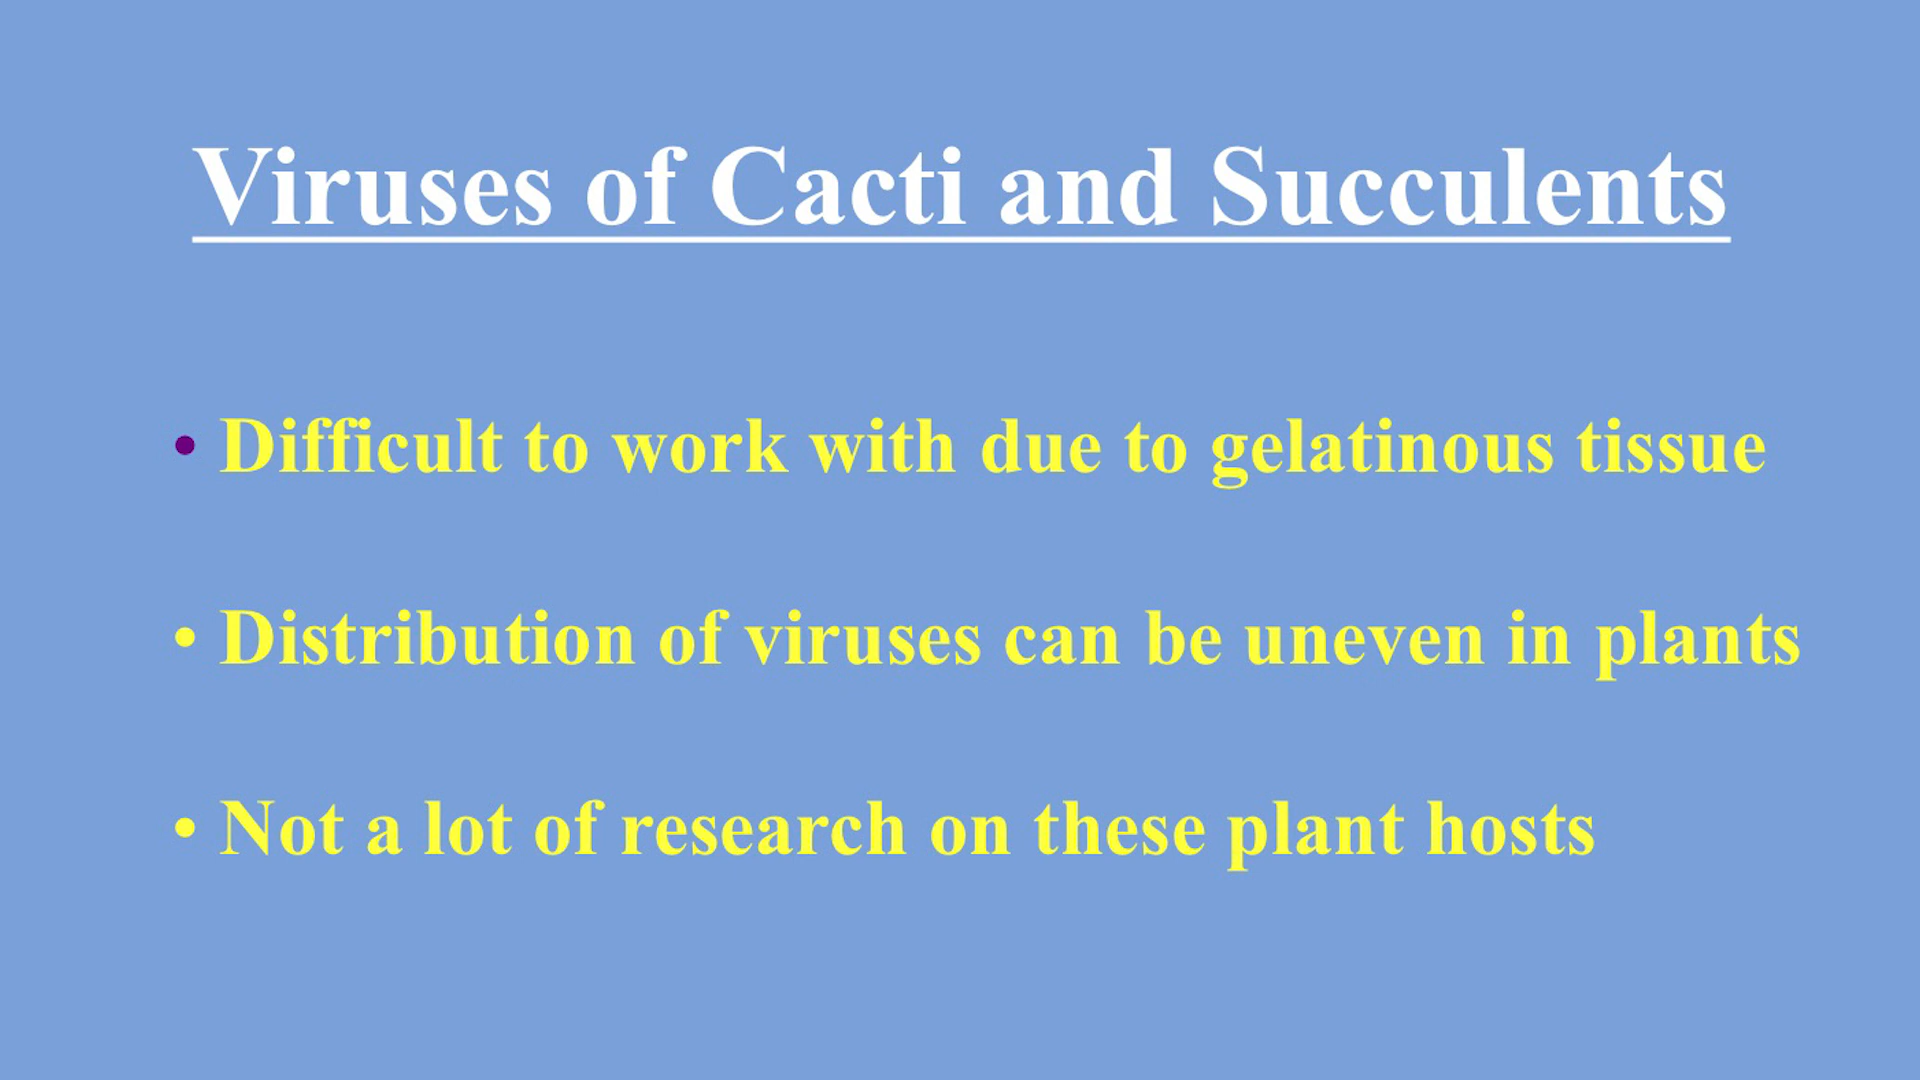 Viruses of Cacti and Succulents
• Difficult to work with due to gelatinous tissue
• Distribution of viruses can be uneven in plants
• Not a lot of research on these plant hosts